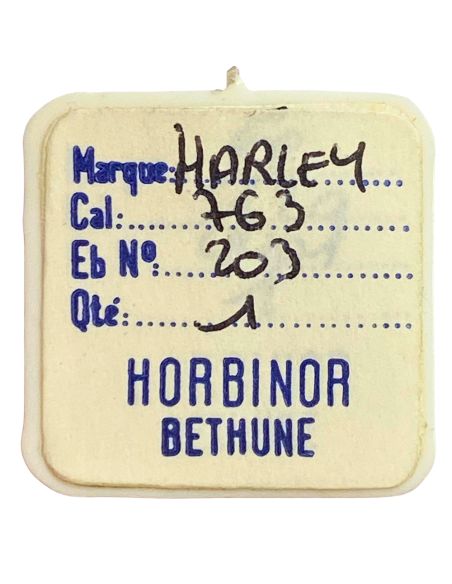 Marque: HARLEY
Cal: 763
Eb Nº: 203
Qté: 1
HORBINOR
BETHUNE